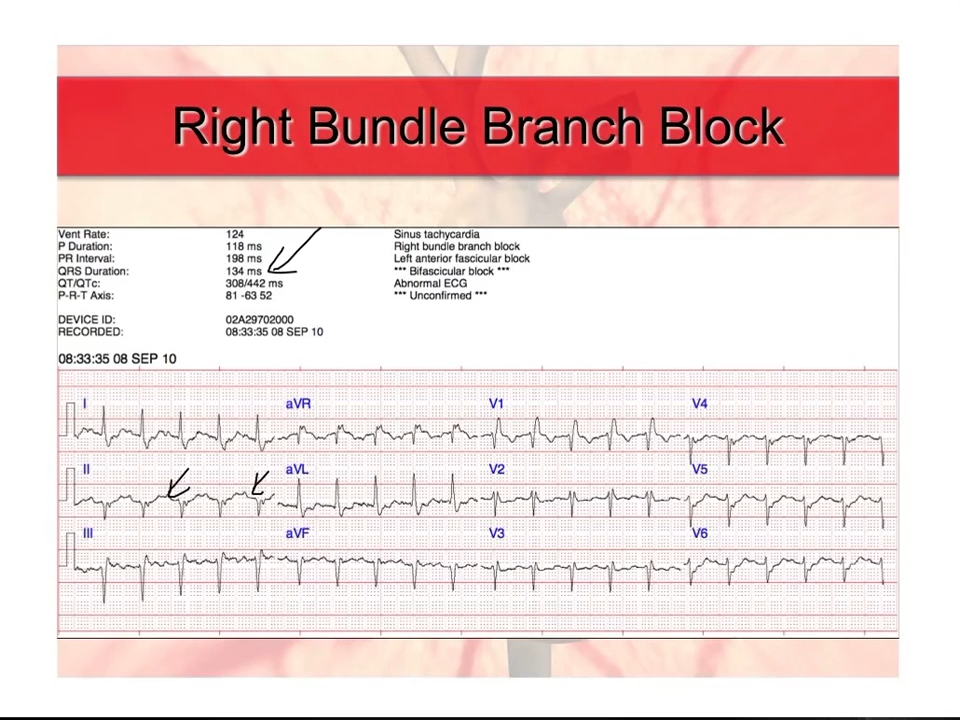 Right Bundle Branch Block
Vent Rate: 124 Sinus tachycardia
P Duration: 118 ms Right bundle branch block
PR Interval: 198 ms Left anterior fascicular block
QRS Duration: 134 ms *** Bifascicular block ***
QT/QTc: 308/442 ms Abnormal ECG
P-R-T Axis: 81 -63 52 *** Unconfirmed ***
DEVICE ID: 02A29702000
RECORDED: 08:33:35 08 SEP 10
08:33:35 08 SEP 10
I aVR V1 V4
II aVL V2 V5
III aVF V3 V6